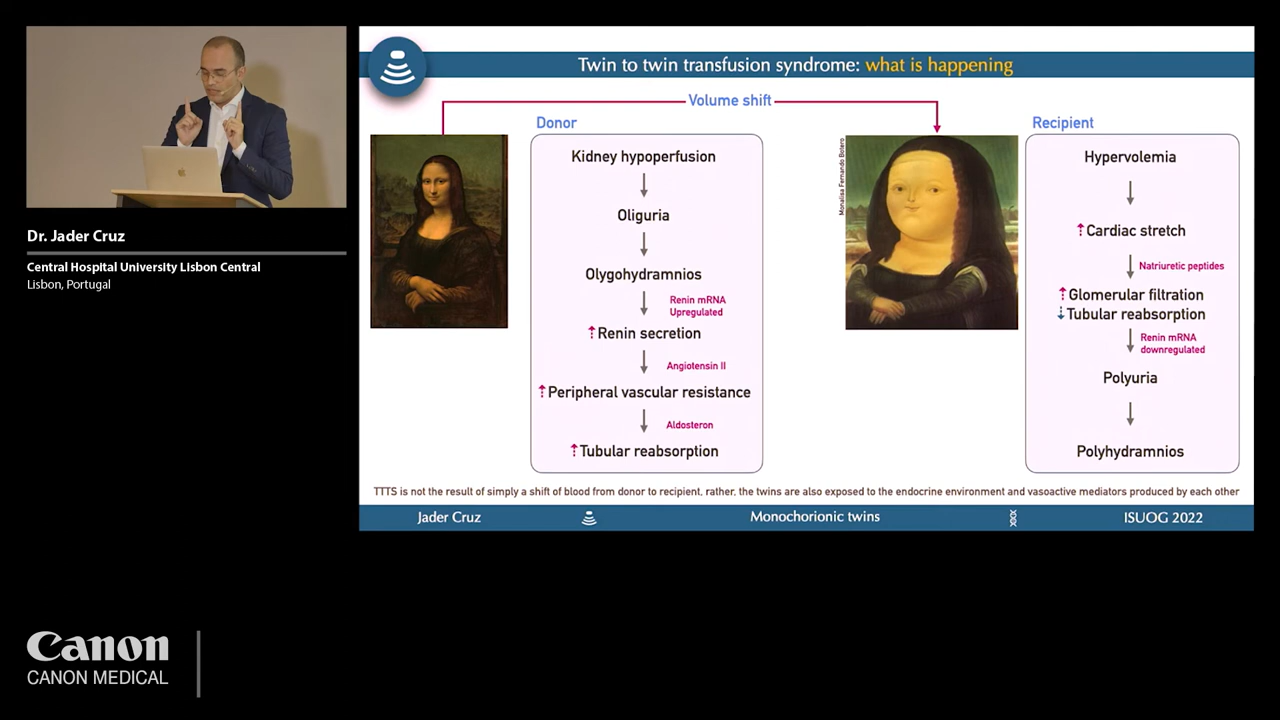 Twin to twin transfusion syndrome: what is happening
Volume shift
Donor
Kidney hypoperfusion
Oliguria
Olygohydramnios
Renin mRNA
Upregulated
Renin secretion
Angiotensin II
Peripheral vascular resistance
Aldosteron
Tubular reabsorption
Monalisa Fernando Botero
Recipient
Hypervolemia
Cardiac stretch
Natriuretic peptides
Glomerular filtration
Tubular reabsorption
Renin mRNA
downregulated
Polyuria
Polyhydramnios
TTTS is not the result of simply a shift of blood from donor to recipient, rather, the twins are also exposed to the endocrine environment and vasoactive mediators produced by each other
Jader Cruz
Monochorionic twins
ISUOG 2022
Dr. Jader Cruz
Central Hospital University Lisbon Central
Lisbon, Portugal
Canon
CANON MEDICAL